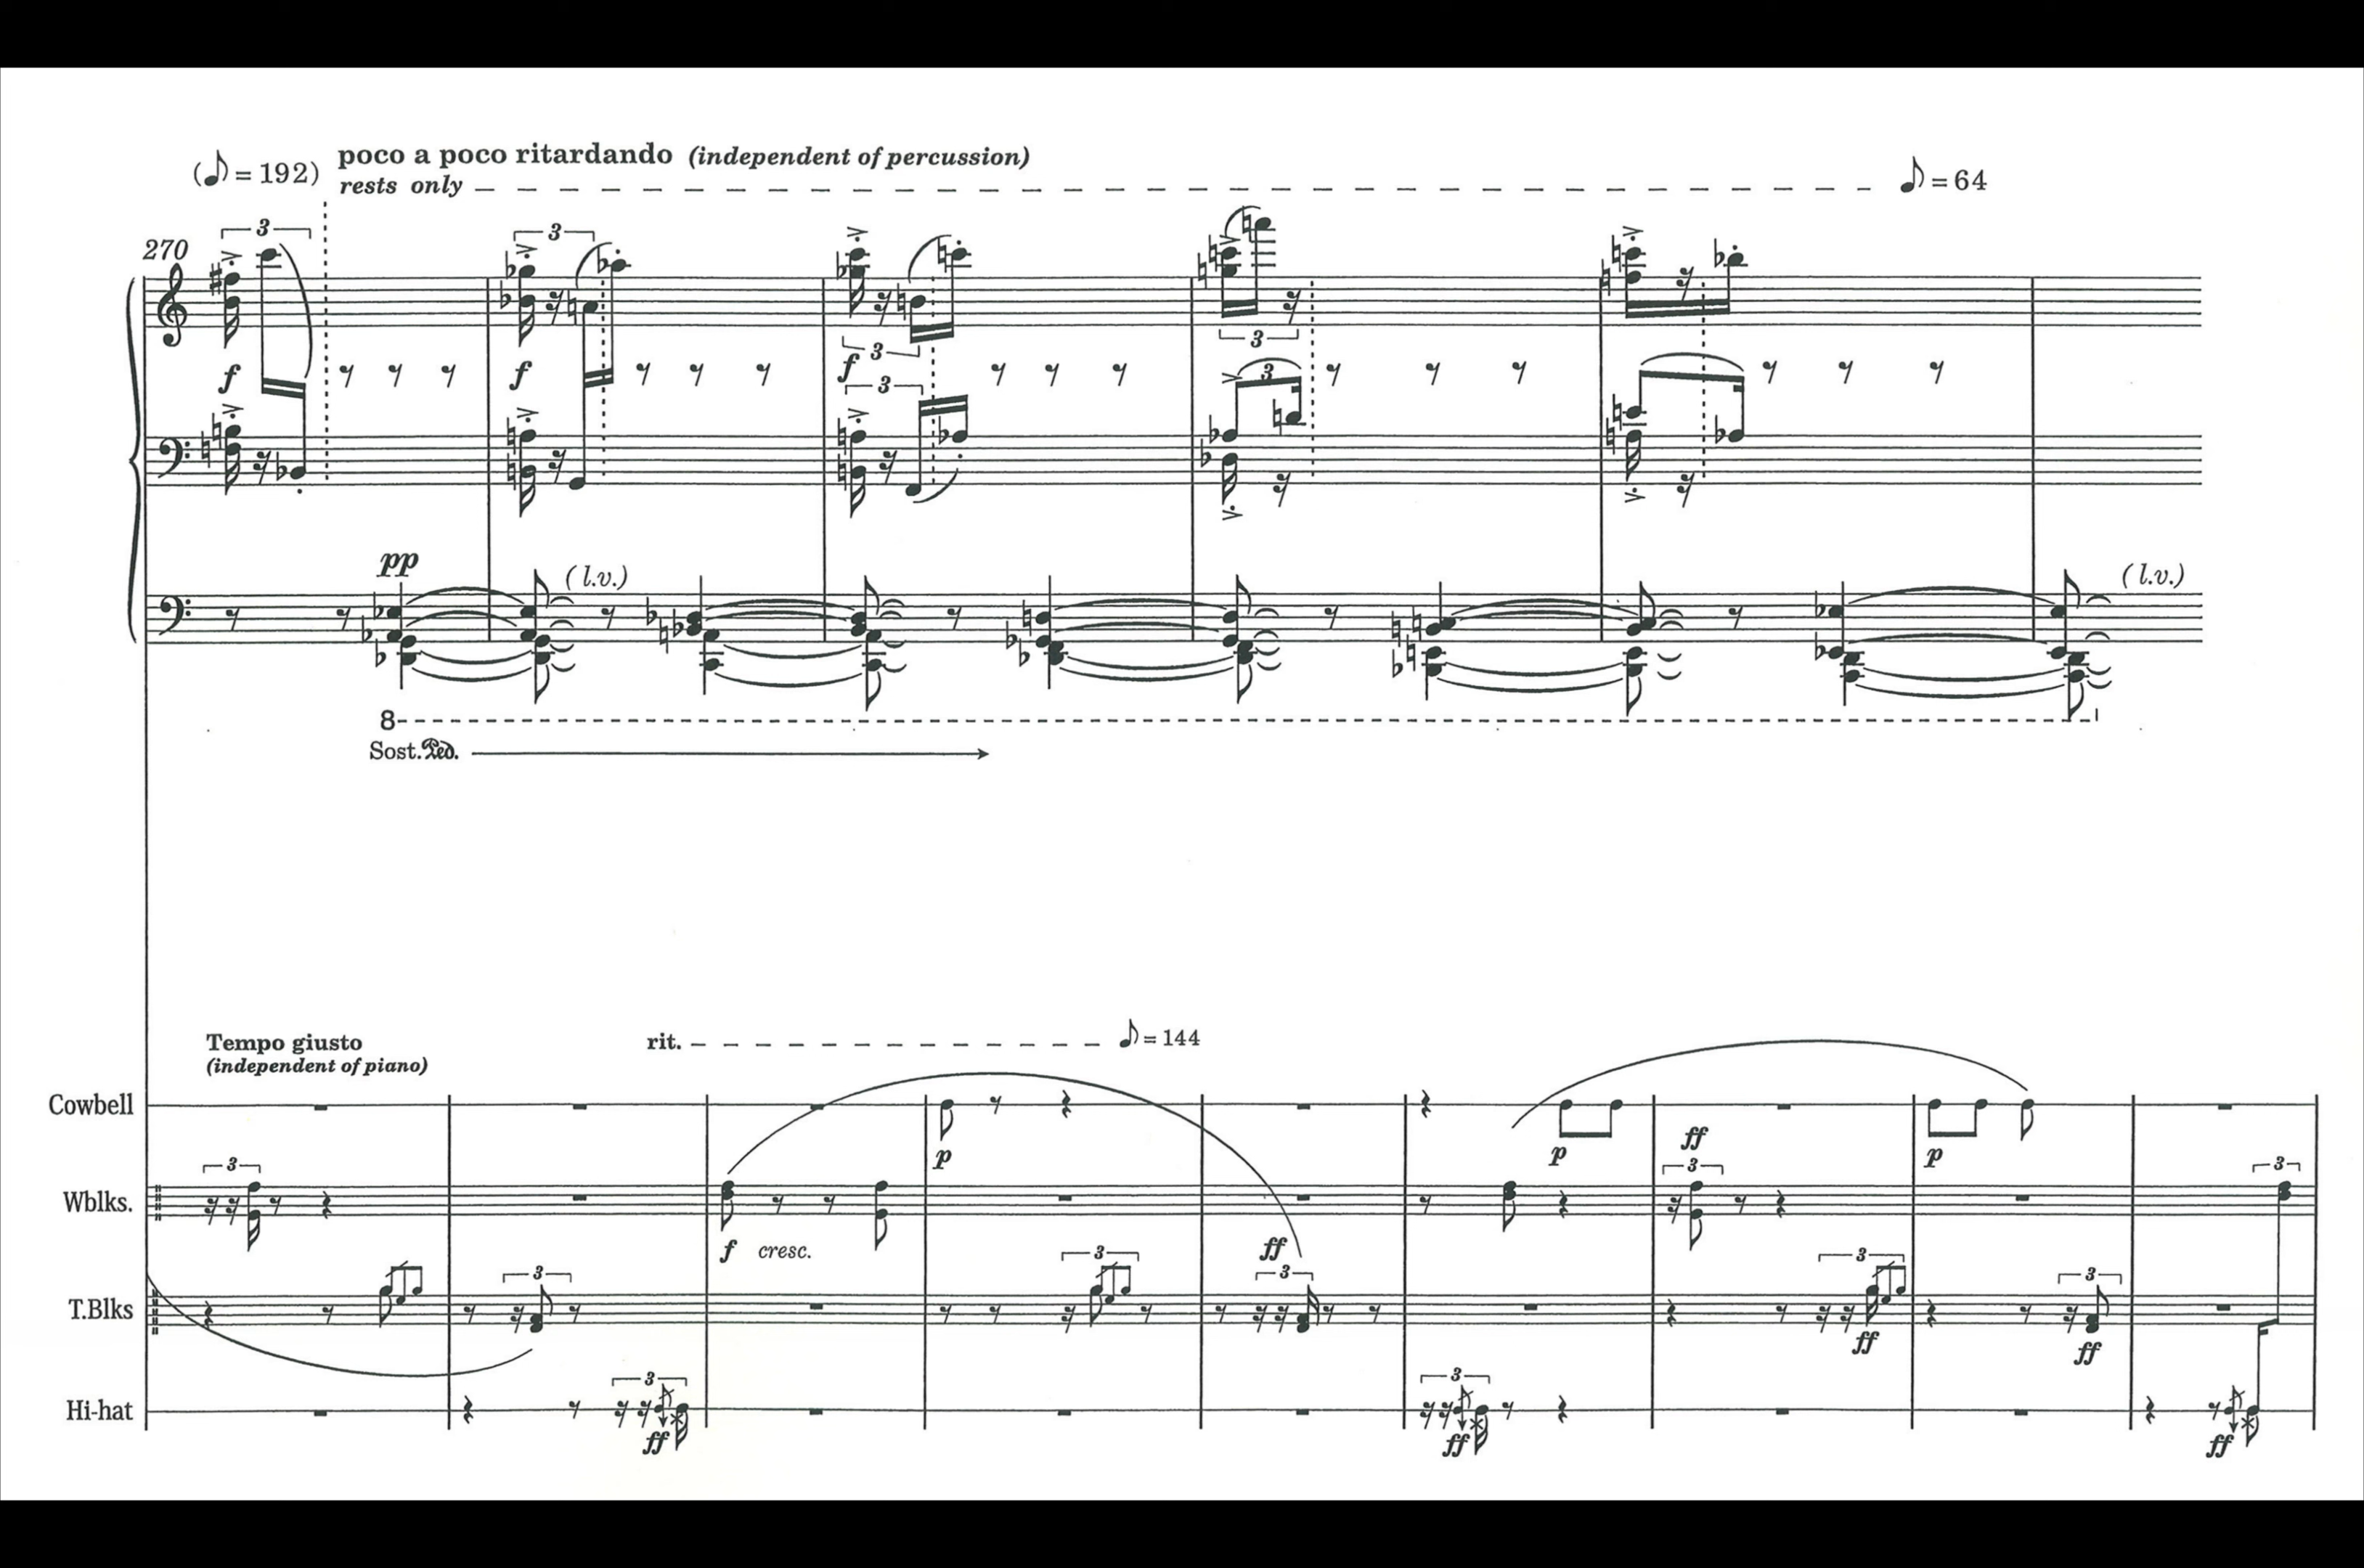 (♪= 192)
poco a poco ritardando (independent of percussion)
rests only
♪= 64
270
3
3
3
3
3
f
f
f
3
3
pp
(l.v.)
(l.v.)
8
Sost. Ped.
Tempo giusto
(independent of piano)
rit.
♪= 144
Cowbell
p
p
ff
p
Wblks.
3
3
3
f cresc.
ff
T.Blks
3
3
3
3
3
ff
ff
Hi-hat
3
3
ff
ff
ff